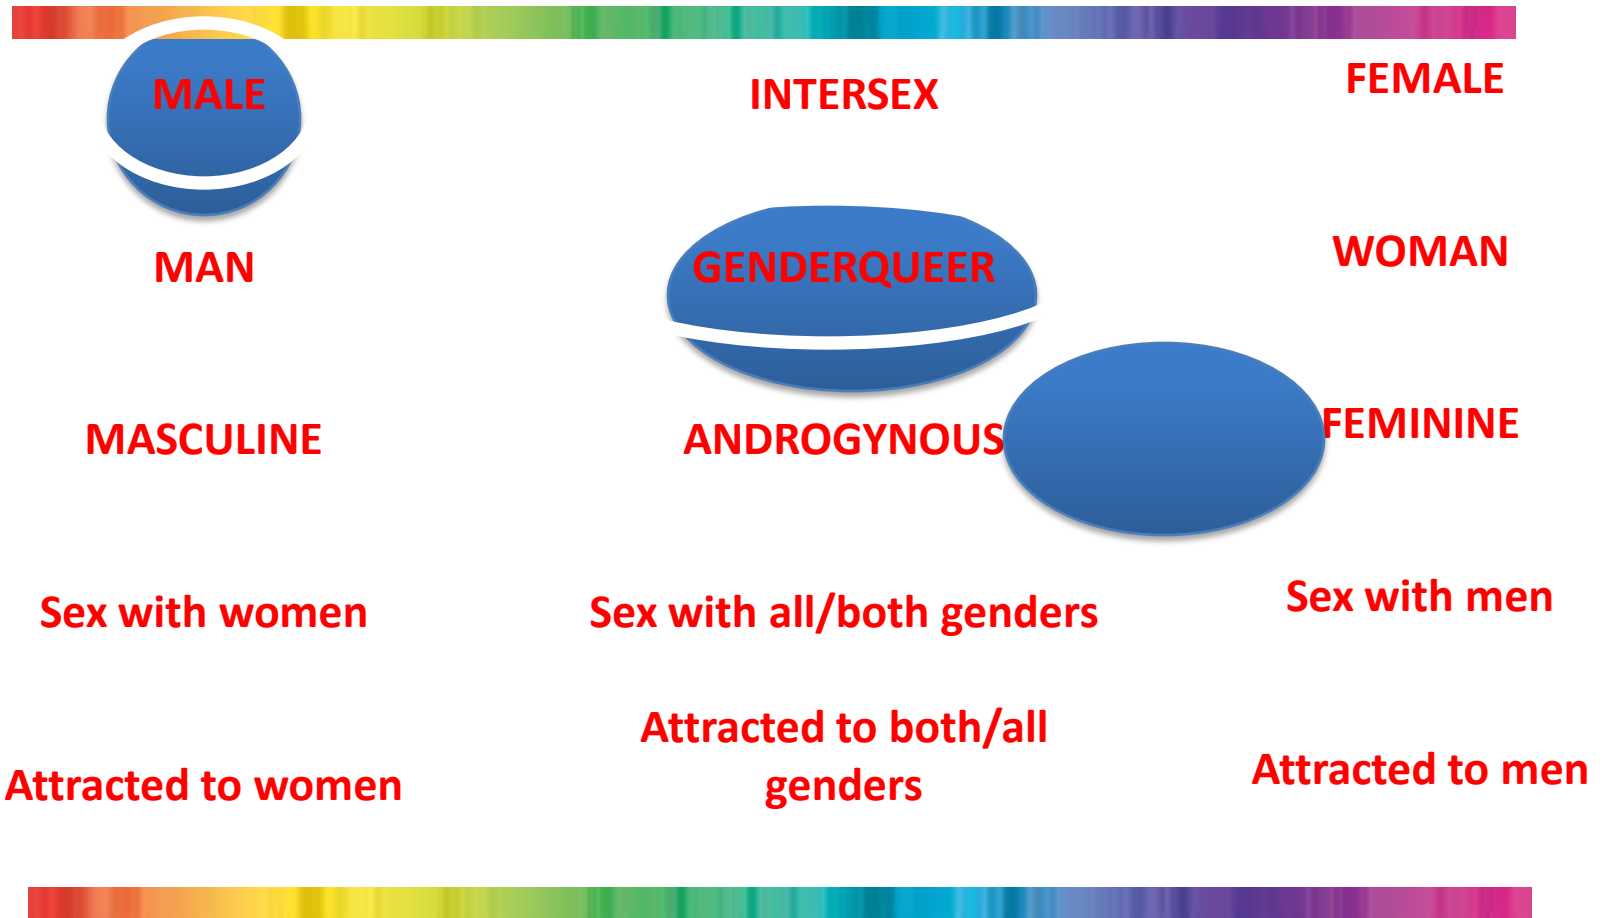 MALE INTERSEX FEMALE
MAN GENDERQUEER WOMAN
MASCULINE ANDROGYNOUS FEMININE
Sex with women Sex with all/both genders Sex with men
Attracted to both/all
genders
Attracted to women
Attracted to men